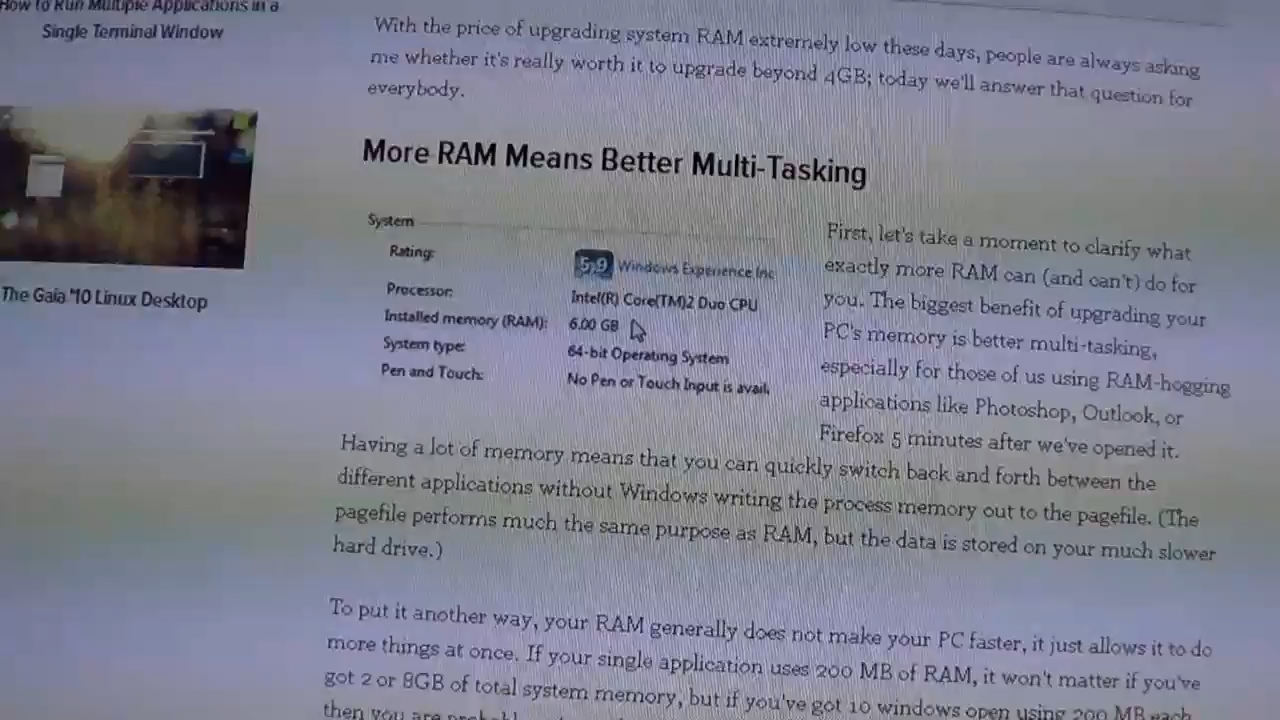 How to Run Multiple Applications in a
Single Terminal Window
The Gaia '10 Linux Desktop
With the price of upgrading system RAM extremely low these days, people are always asking
me whether it's really worth it to upgrade beyond 4GB; today we'll answer that question for
everybody.
More RAM Means Better Multi-Tasking
System
Rating: 5,9 Windows Experience Inc
Processor: Intel(R) Core(TM)2 Duo CPU
Installed memory (RAM): 6.00 GB
System type: 64-bit Operating System
Pen and Touch: No Pen or Touch Input is avail
First, let's take a moment to clarify what
exactly more RAM can (and can't) do for
you. The biggest benefit of upgrading your
PC's memory is better multi-tasking,
especially for those of us using RAM-hogging
applications like Photoshop, Outlook, or
Firefox 5 minutes after we've opened it.
Having a lot of memory means that you can quickly switch back and forth between the
different applications without Windows writing the process memory out to the pagefile. (The
pagefile performs much the same purpose as RAM, but the data is stored on your much slower
hard drive.)
To put it another way, your RAM generally does not make your PC faster, it just allows it to do
more things at once. If your single application uses 200 MB of RAM, it won't matter if you've
got 2 or 8GB of total system memory, but if you've got 10 windows open using 200 MB each
then you are